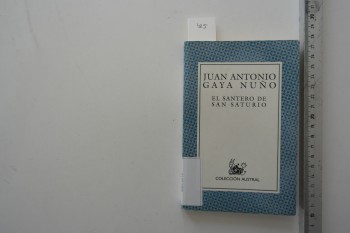 JUAN ANTONIO
GAYA NUÑO
EL SANTERO DE
SAN SATURIO
COLECCIÓN AUSTRAL